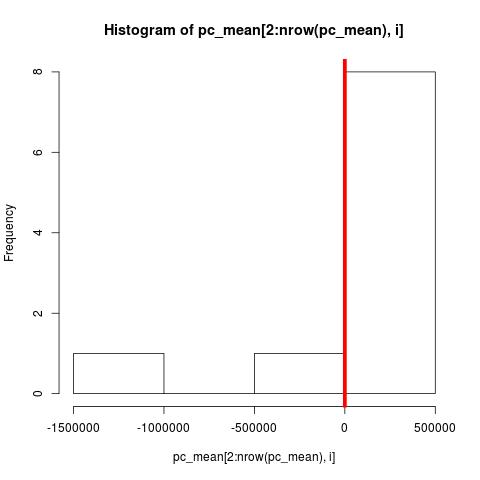 Histogram of pc_mean[2:nrow(pc_mean), i]
Frequency
8
6
4
2
0
-1500000 -1000000 -500000 0 500000
pc_mean[2:nrow(pc_mean), i]